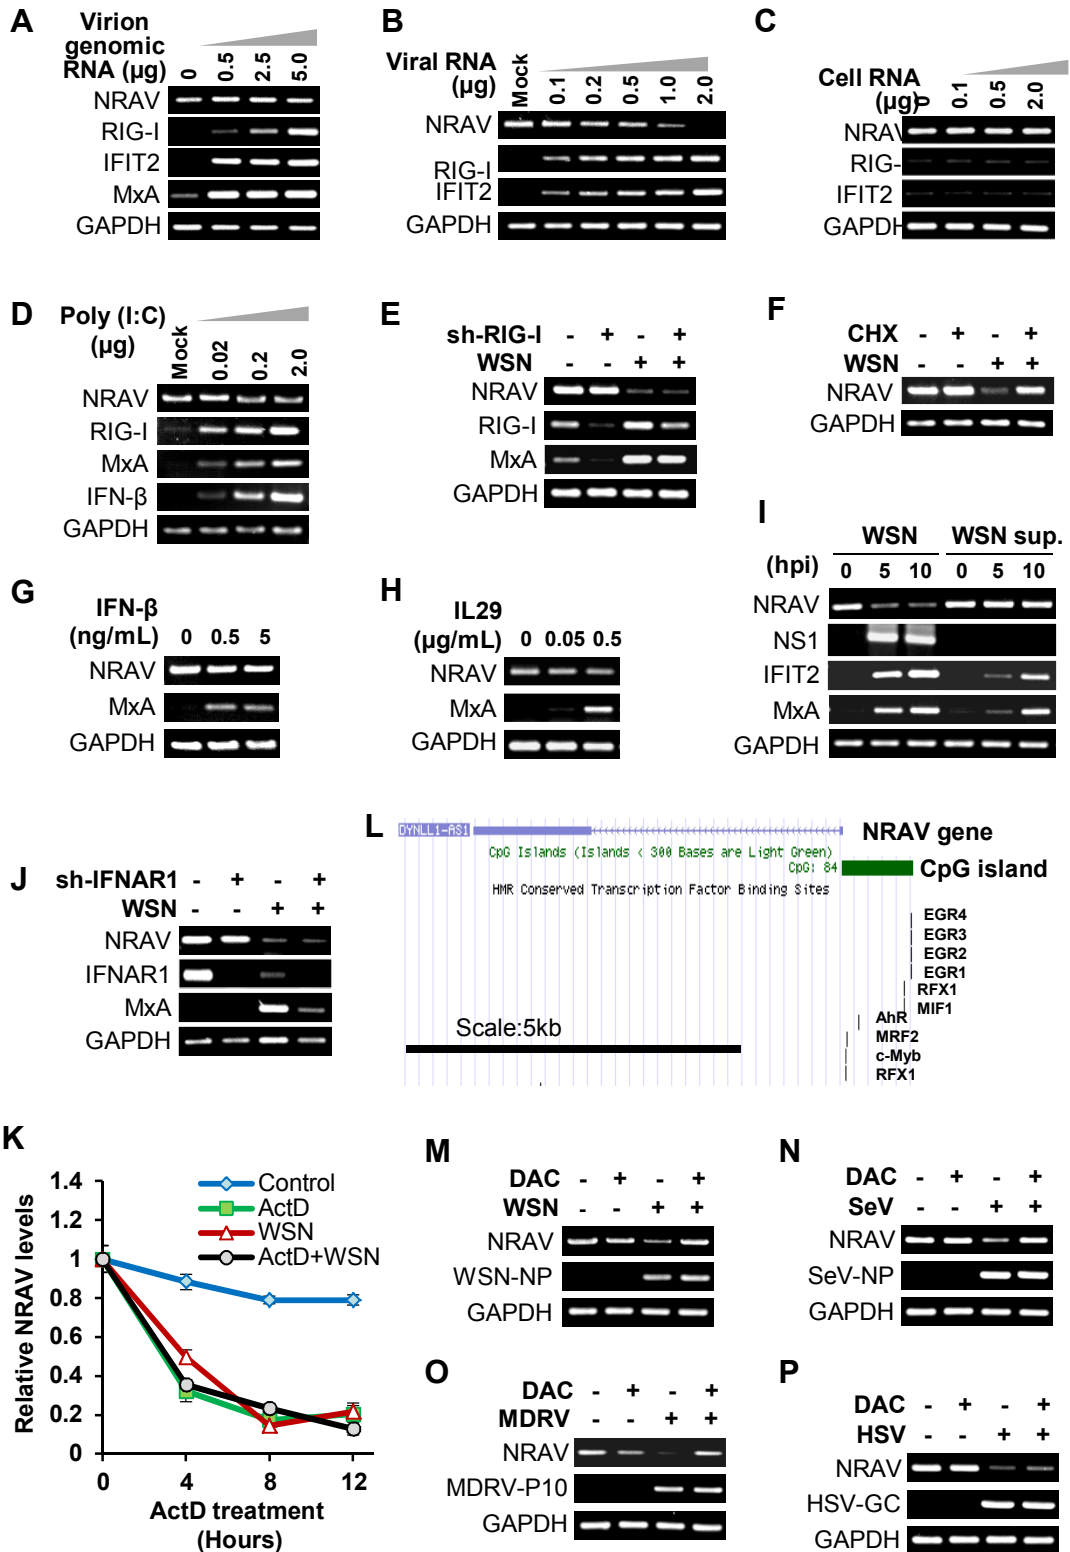 A
Virion
genomic
RNA (µg)
0
0.5
2.5
5.0
NRAV
RIG-I
IFIT2
MxA
GAPDH
B
Viral RNA
(µg)
Mock
0.1
0.2
0.5
1.0
2.0
NRAV
RIG-I
IFIT2
GAPDH
C
Cell RNA
(µg)
0
0.1
0.5
2.0
NRAV
RIG-
IFIT2
GAPDH
D
Poly (I:C)
(µg)
Mock
0.02
0.2
2.0
NRAV
RIG-I
MxA
IFN-β
GAPDH
E
sh-RIG-I - + - +
WSN - - + +
NRAV
RIG-I
MxA
GAPDH
F
CHX - + - +
WSN - - + +
NRAV
GAPDH
G
IFN-β
(ng/mL) 0 0.5 5
NRAV
MxA
GAPDH
H
IL29
(µg/mL) 0 0.05 0.5
NRAV
MxA
GAPDH
I
WSN WSN sup.
(hpi) 0 5 10 0 5 10
NRAV
NS1
IFIT2
MxA
GAPDH
J
sh-IFNAR1 - + - +
WSN - - + +
NRAV
IFNAR1
MxA
GAPDH
L
DYNLL1-AS1
NRAV gene
CpG Islands (Islands < 300 Bases are Light Green)
CpG: 84
CpG island
HMR Conserved Transcription Factor Binding Sites
EGR4
EGR3
EGR2
EGR1
RFX1
MIF1
AhR
MRF2
c-Myb
RFX1
Scale:5kb
K
Relative NRAV levels
1.4
1.2
1
0.8
0.6
0.4
0.2
0
0 4 8 12
ActD treatment
(Hours)
Control
ActD
WSN
ActD+WSN
M
DAC - + - +
WSN - - + +
NRAV
WSN-NP
GAPDH
N
DAC - + - +
SeV - - + +
NRAV
SeV-NP
GAPDH
O
DAC - + - +
MDRV - - + +
NRAV
MDRV-P10
GAPDH
P
DAC - + - +
HSV - - + +
NRAV
HSV-GC
GAPDH